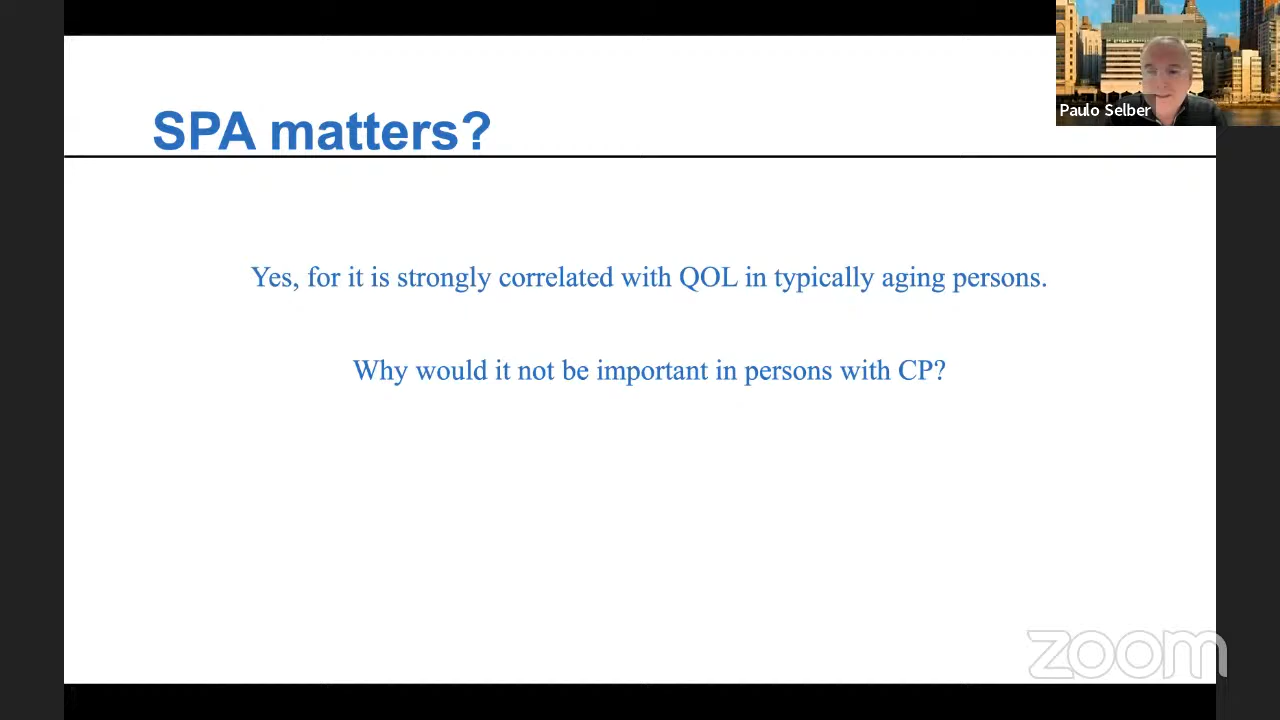 Paulo Selber
SPA matters?
Yes, for it is strongly correlated with QOL in typically aging persons.
Why would it not be important in persons with CP?
zoom